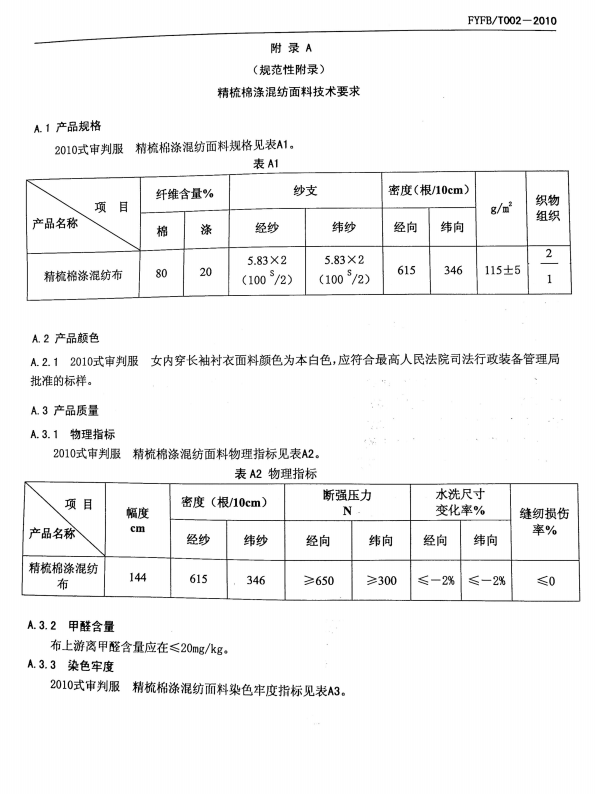 FYFB/T002—2010
附 录 A
（规范性附录）
精梳棉涤混纺面料技术要求
A.1 产品规格
2010式审判服 精梳棉涤混纺面料规格见表A1。
表 A1
项 目
产品名称
纤维含量%
纱支
密度(根/10cm)
g/m²
织物
组织
棉
涤
经纱
纬纱
经向
纬向
精梳棉涤混纺布
80
20
5.83×2
（100 S/2）
5.83×2
（100 S/2）
615
346
115±5
2
1
A.2 产品颜色
A.2.1 2010式审判服 女内穿长袖衬衣面料颜色为本白色,应符合最高人民法院司法行政装备管理局
批准的标样。
A.3 产品质量
A.3.1 物理指标
2010式审判服 精梳棉涤混纺面料物理指标见表A2。
表 A2 物理指标
项 目
产品名称
幅度
cm
密度（根/10cm）
断强压力
N
水洗尺寸
变化率%
缝纫损伤
率%
经纱
纬纱
经向
纬向
经向
纬向
精梳棉涤混纺
布
144
615
346
≥650
≥300
≤－2%
≤－2%
≤0
A.3.2 甲醛含量
布上游离甲醛含量应在≤20mg/kg。
A.3.3 染色牢度
2010式审判服 精梳棉涤混纺面料染色牢度指标见表A3。